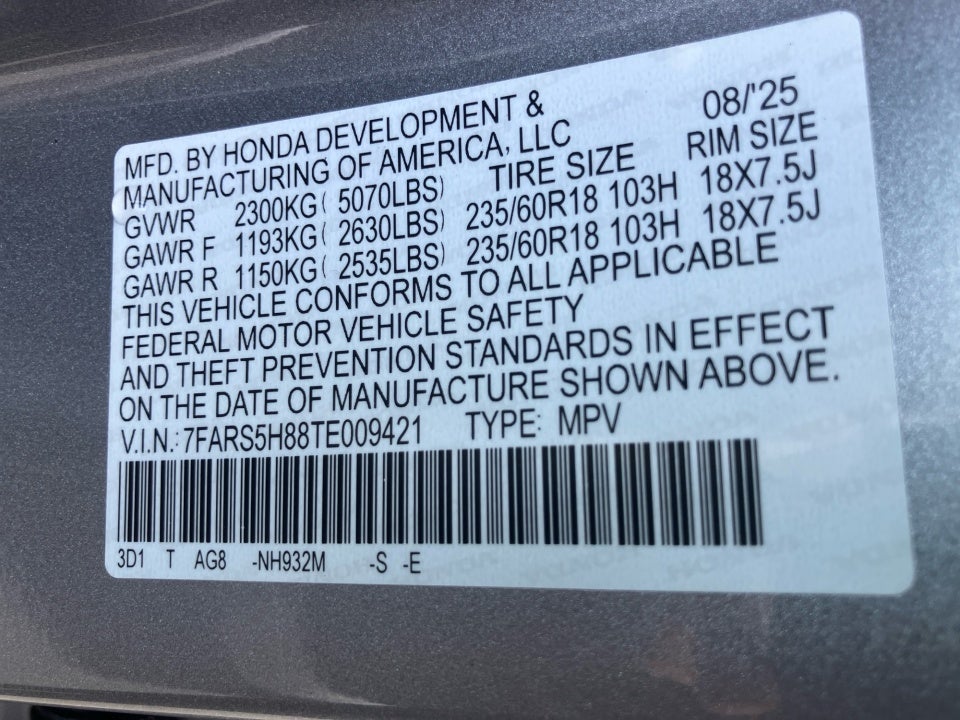 08/'25
MFD. BY HONDA DEVELOPMENT &
MANUFACTURING OF AMERICA, LLC
TIRE SIZE RIM SIZE
GVWR 2300KG( 5070LBS)
GAWR F 1193KG( 2630LBS) 235/60R18 103H 18X7.5J
GAWR R 1150KG( 2535LBS) 235/60R18 103H 18X7.5J
THIS VEHICLE CONFORMS TO ALL APPLICABLE
FEDERAL MOTOR VEHICLE SAFETY
AND THEFT PREVENTION STANDARDS IN EFFECT
ON THE DATE OF MANUFACTURE SHOWN ABOVE.
V.I.N.: 7FARS5H88TE009421 TYPE: MPV
3D1 T AG8 -NH932M -S -E